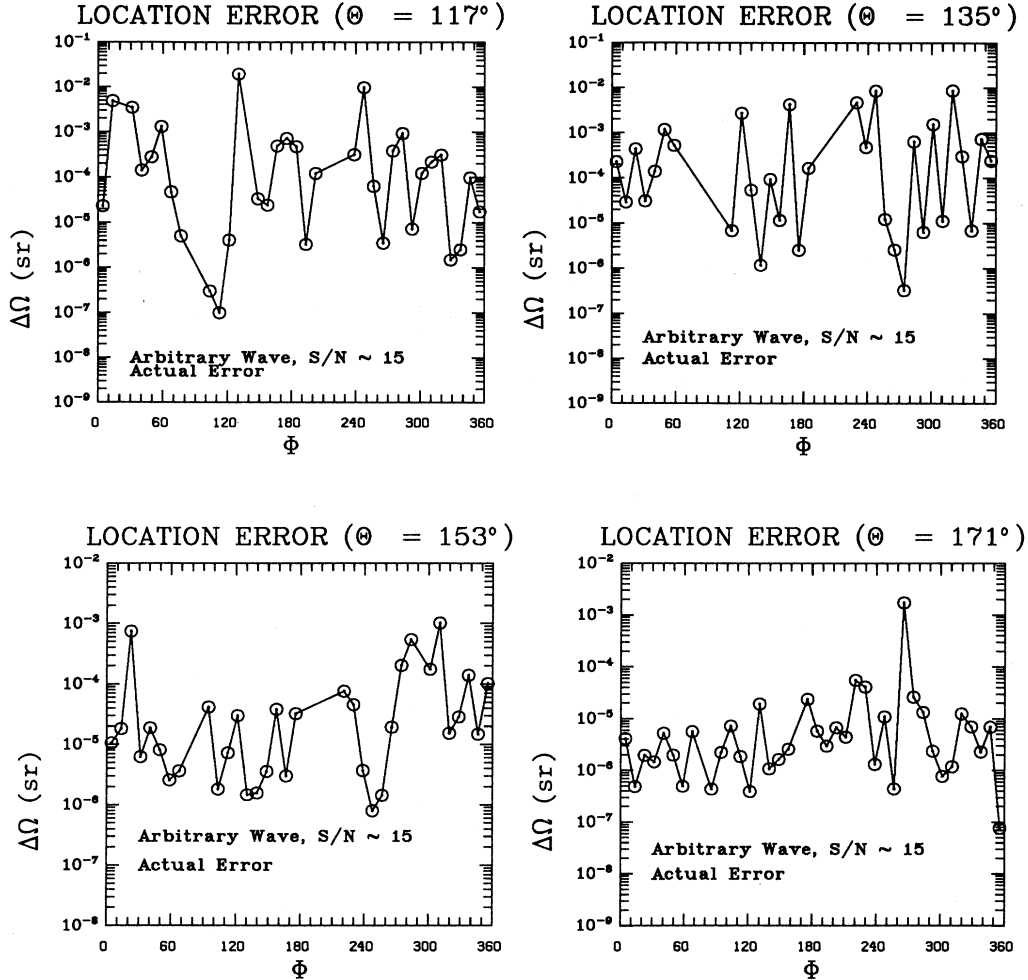 LOCATION ERROR (Θ = 117°)
10⁻¹
10⁻²
10⁻³
10⁻⁴
10⁻⁵
10⁻⁶
10⁻⁷
10⁻⁸
10⁻⁹
ΔΩ (sr)
Arbitrary Wave, S/N ~ 15
Actual Error
0 60 120 180 240 300 360
Φ
LOCATION ERROR (Θ = 135°)
10⁻¹
10⁻²
10⁻³
10⁻⁴
10⁻⁵
10⁻⁶
10⁻⁷
10⁻⁸
10⁻⁹
ΔΩ (sr)
Arbitrary Wave, S/N ~ 15
Actual Error
0 60 120 180 240 300 360
Φ
LOCATION ERROR (Θ = 153°)
10⁻²
10⁻³
10⁻⁴
10⁻⁵
10⁻⁶
10⁻⁷
10⁻⁸
ΔΩ (sr)
Arbitrary Wave, S/N ~ 15
Actual Error
0 60 120 180 240 300 360
Φ
LOCATION ERROR (Θ = 171°)
10⁻²
10⁻³
10⁻⁴
10⁻⁵
10⁻⁶
10⁻⁷
10⁻⁸
10⁻⁹
ΔΩ (sr)
Arbitrary Wave, S/N ~ 15
Actual Error
0 60 120 180 240 300 360
Φ